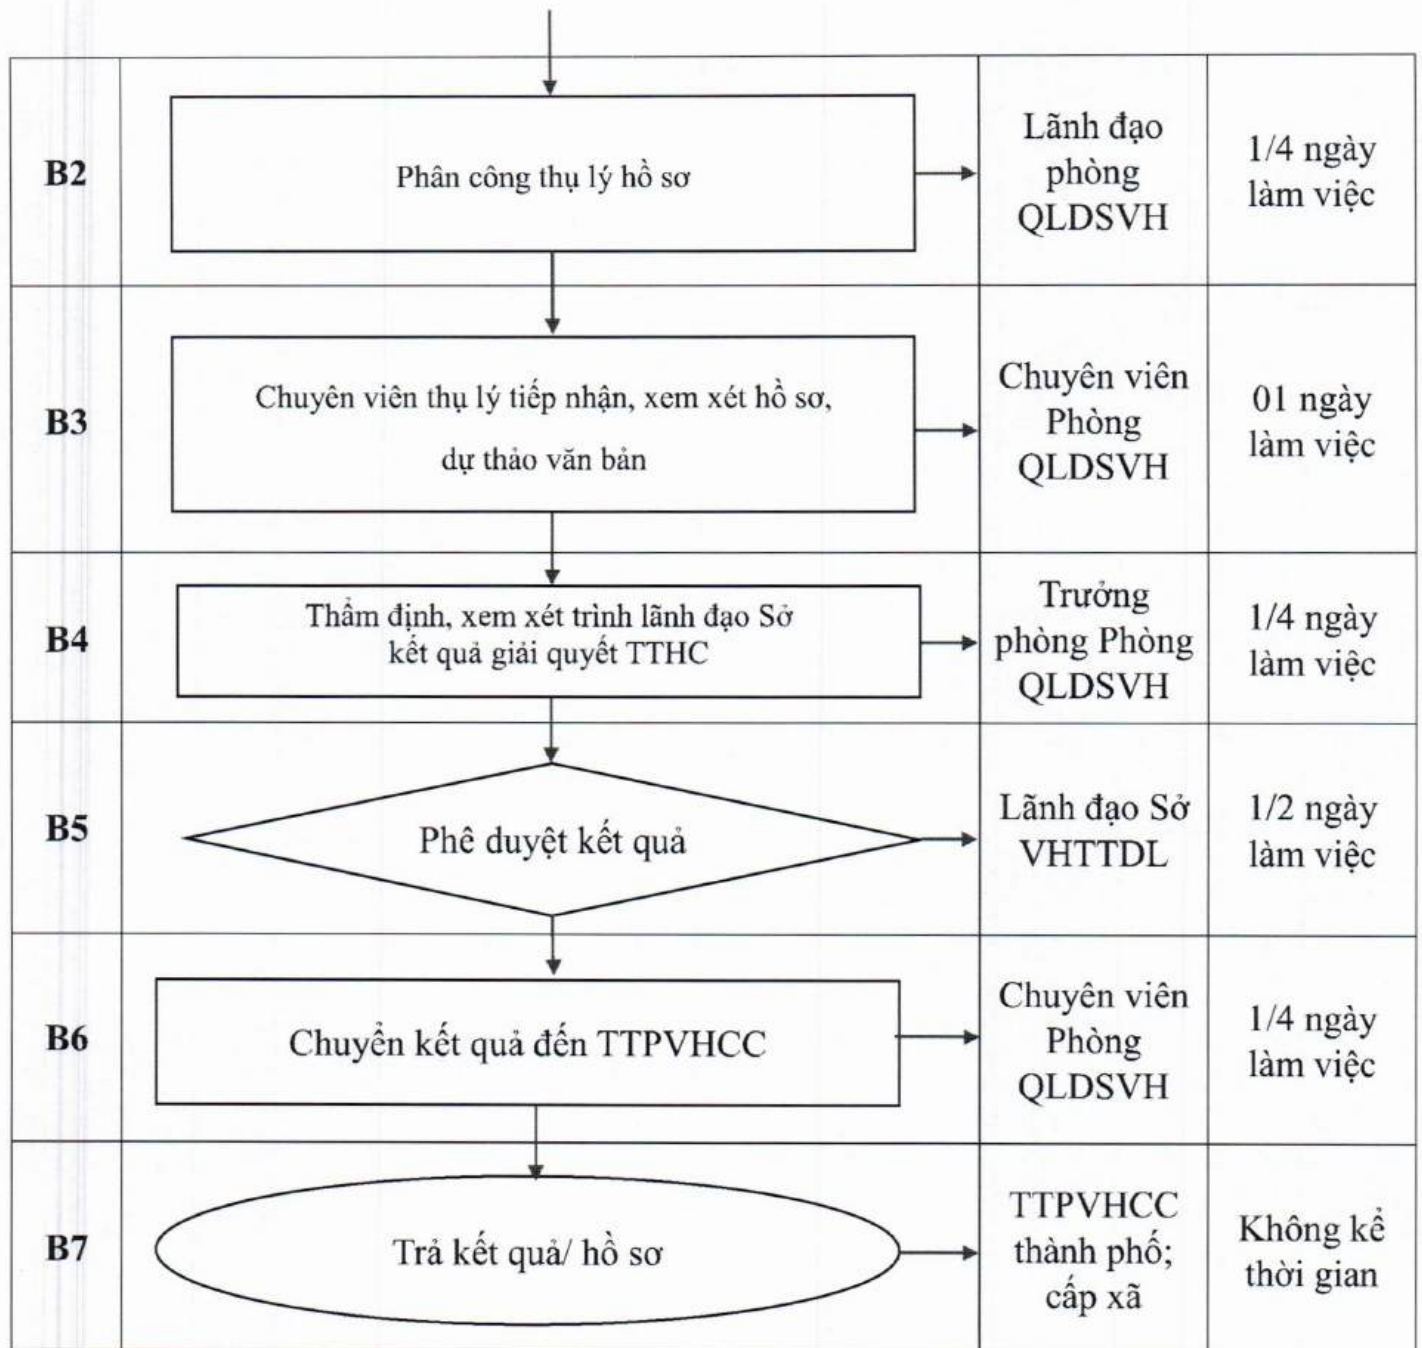 B2
Phân công thụ lý hồ sơ
Lãnh đạo
phòng
QLDSVH
1/4 ngày
làm việc
B3
Chuyên viên thụ lý tiếp nhận, xem xét hồ sơ,
dự thảo văn bản
Chuyên viên
Phòng
QLDSVH
01 ngày
làm việc
B4
Thẩm định, xem xét trình lãnh đạo Sở
kết quả giải quyết TTHC
Trưởng
phòng Phòng
QLDSVH
1/4 ngày
làm việc
B5
Phê duyệt kết quả
Lãnh đạo Sở
VHTTDL
1/2 ngày
làm việc
B6
Chuyển kết quả đến TTPVHCC
Chuyên viên
Phòng
QLDSVH
1/4 ngày
làm việc
B7
Trả kết quả/ hồ sơ
TTPVHCC
thành phố;
cấp xã
Không kể
thời gian